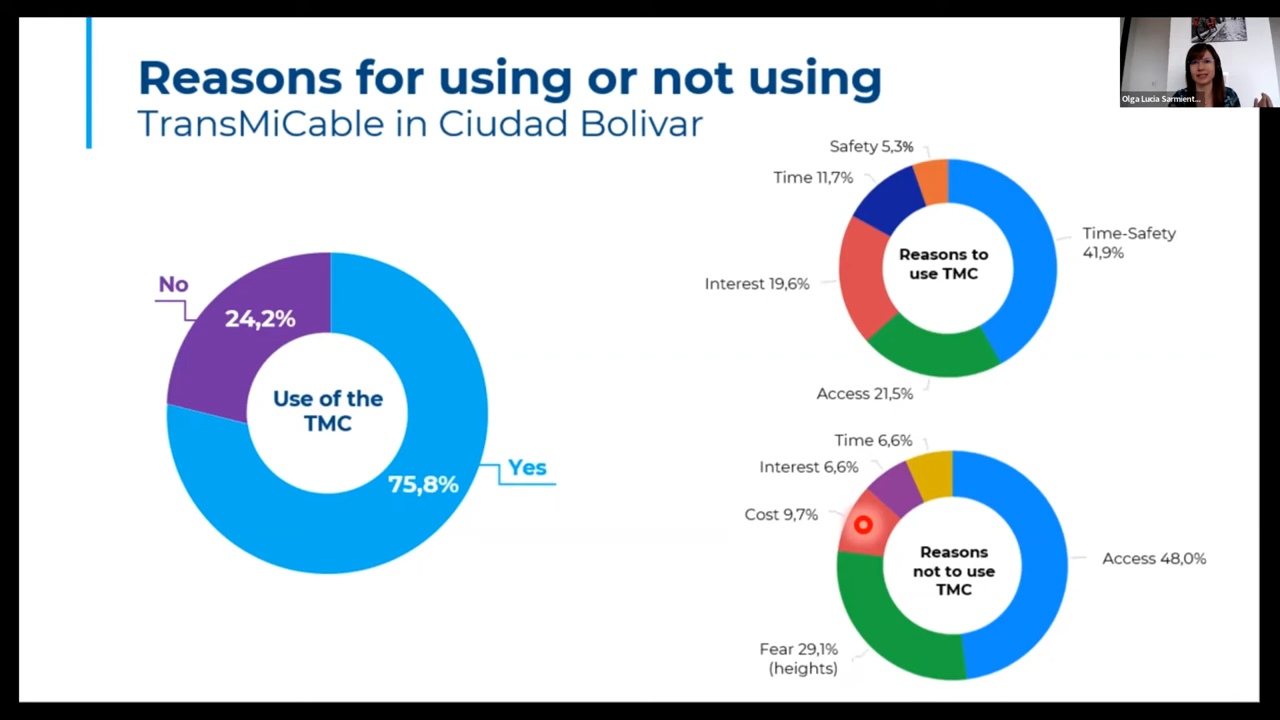 Reasons for using or not using
TransMiCable in Ciudad Bolivar
Olga Lucia Sarmient...
No
24,2%
Use of the
TMC
75,8%
Yes
Safety 5,3%
Time 11,7%
Interest 19,6%
Access 21,5%
Time-Safety
41,9%
Reasons to
use TMC
Time 6,6%
Interest 6,6%
Cost 9,7%
Fear 29,1%
(heights)
Access 48,0%
Reasons
not to use
TMC